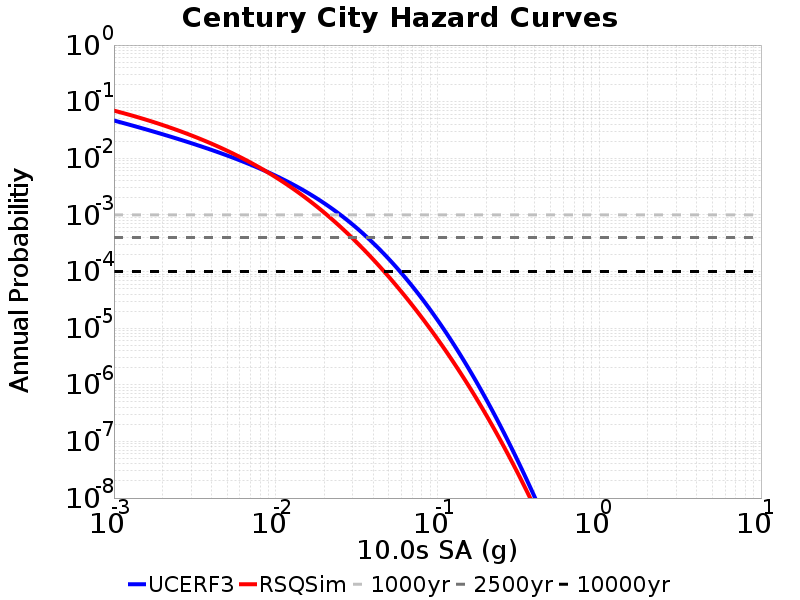 Century City Hazard Curves
10^0
10^-1
10^-2
10^-3
10^-4
10^-5
10^-6
10^-7
10^-8
Annual Probabilitiy
10^-3 10^-2 10^-1 10^0 10^1
10.0s SA (g)
UCERF3 RSQSim 1000yr 2500yr 10000yr